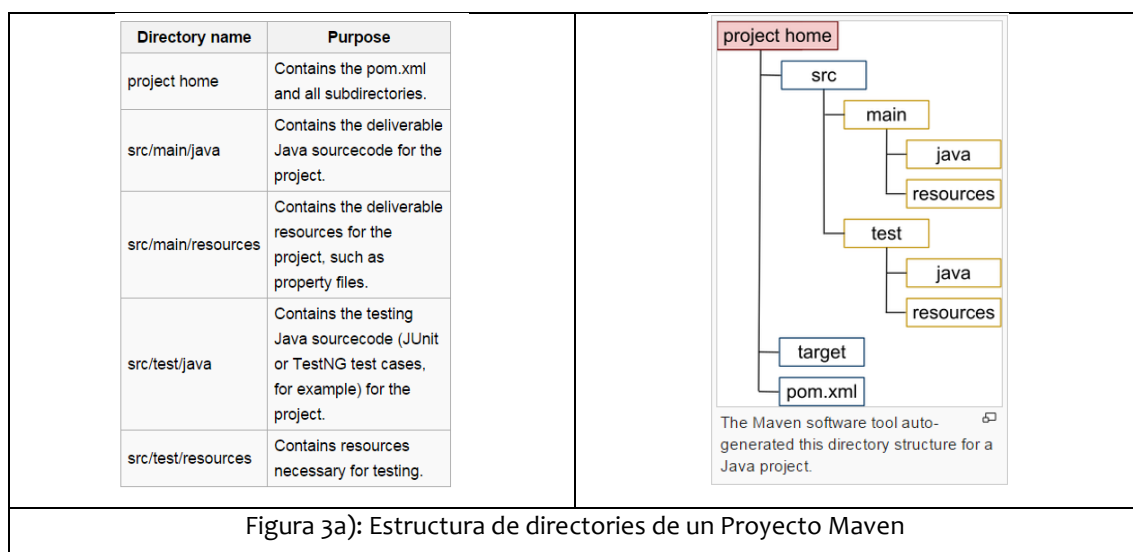 Directory name Purpose
project home
Contains the pom.xml
and all subdirectories.
src/main/java
Contains the deliverable
Java sourcecode for the
project.
src/main/resources
Contains the deliverable
resources for the
project, such as
property files.
src/test/java
Contains the testing
Java sourcecode (JUnit
or TestNG test cases,
for example) for the
project.
src/test/resources
Contains resources
necessary for testing.
project home
src
main
java
resources
test
java
resources
target
pom.xml
The Maven software tool auto-
generated this directory structure for a
Java project.
Figura 3a): Estructura de directories de un Proyecto Maven